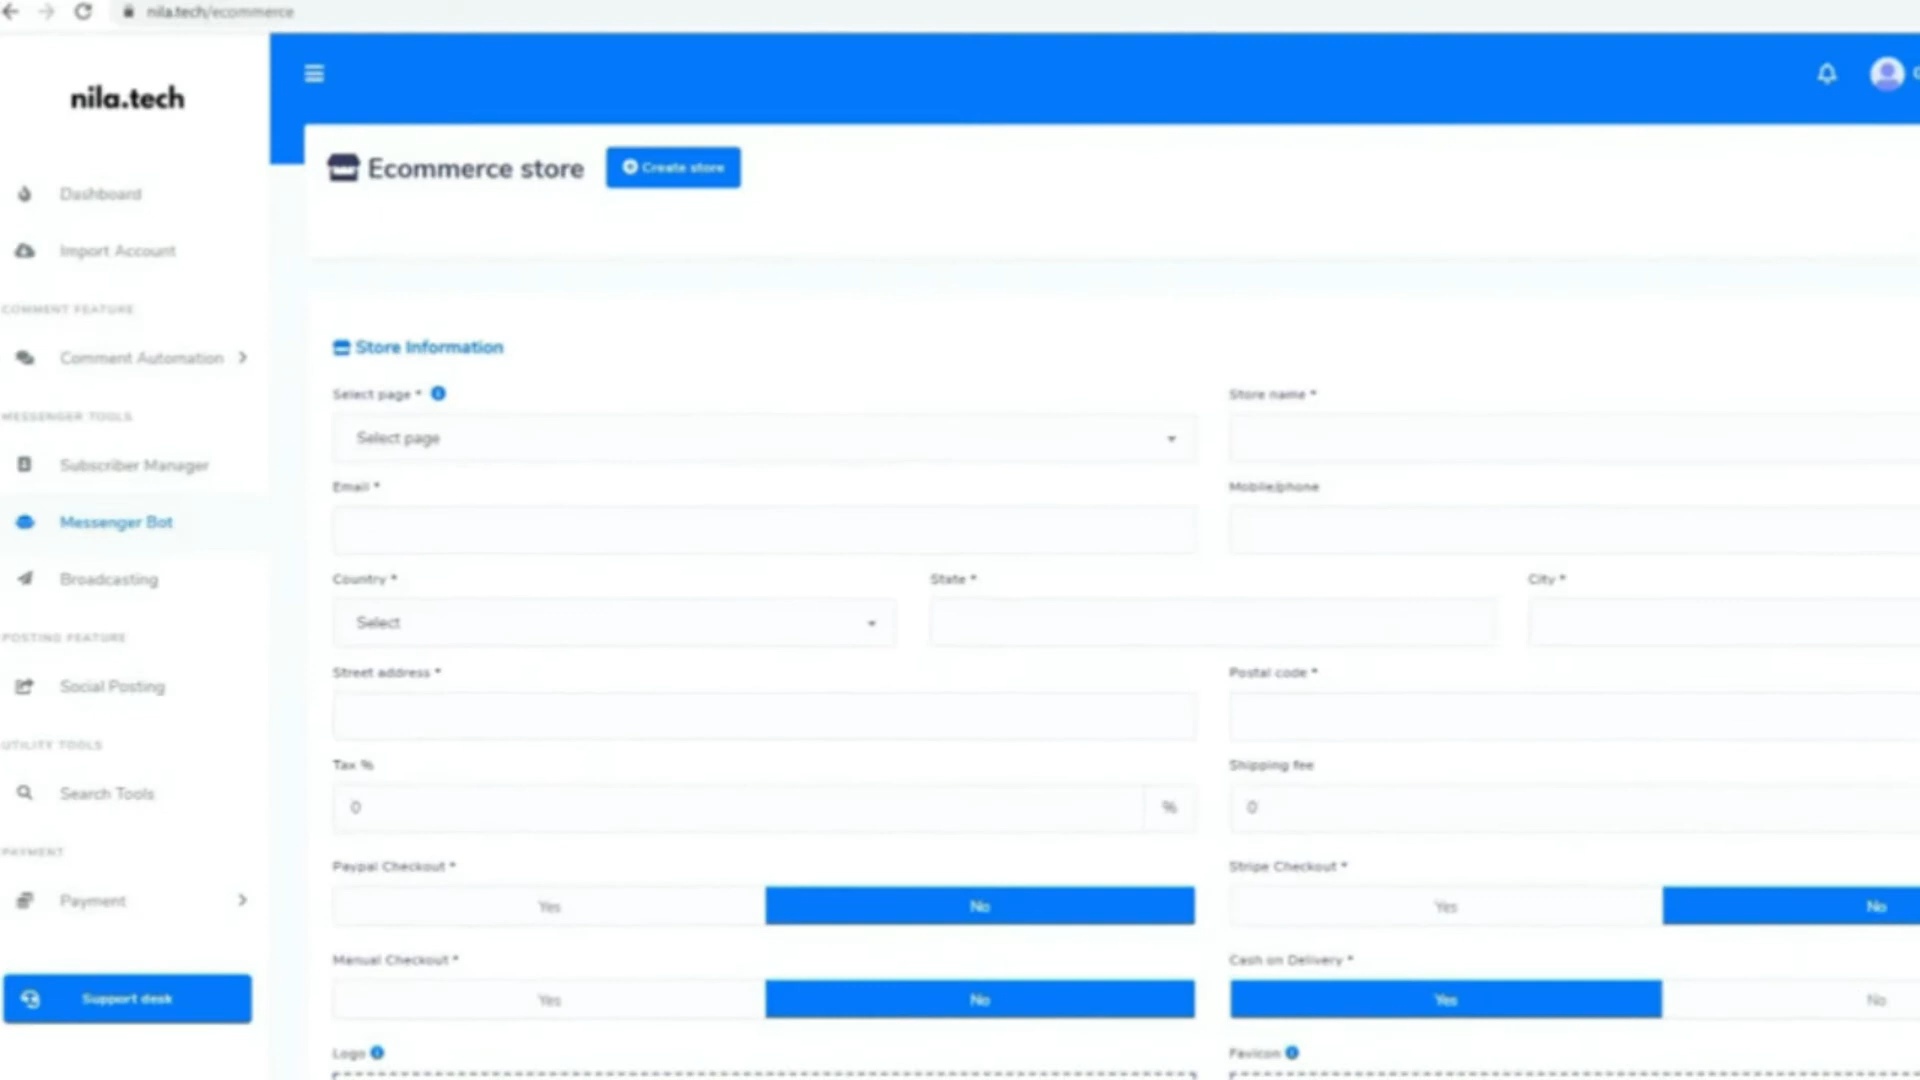 nila.tech/ecommerce
nila.tech
Dashboard
Import Account
COMMENT FEATURE
Comment Automation
MESSENGER TOOLS
Subscriber Manager
Messenger Bot
Broadcasting
POSTING FEATURE
Social Posting
UTILITY TOOLS
Search Tools
PAYMENT
Payment
Support desk
Ecommerce store
Create store
Store Information
Select page *
Store name *
Select page
Email *
Mobile/phone
Country *
State *
City *
Select
Street address *
Postal code *
Tax %
Shipping fee
0 %
0
Paypal Checkout *
Stripe Checkout *
Yes No
Yes No
Manual Checkout *
Cash on Delivery *
Yes No
Yes No
Logo
Favicon